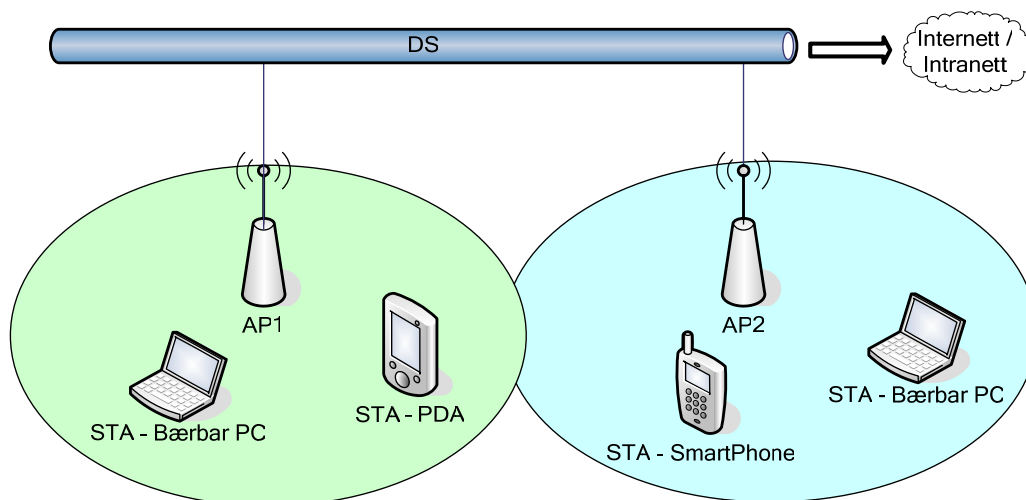 DS
Internett /
Intranett
AP1
AP2
STA - Bærbar PC
STA - PDA
STA - SmartPhone
STA - Bærbar PC